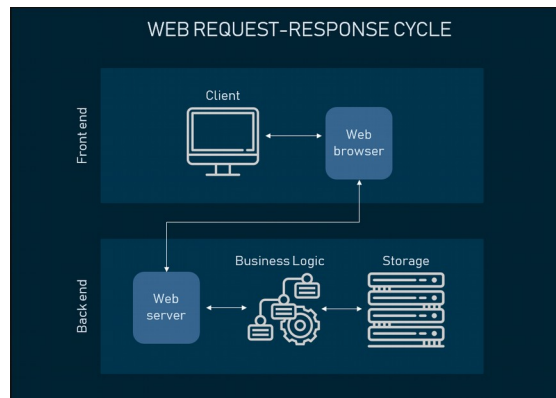 WEB REQUEST-RESPONSE CYCLE
Front end
Client
Web
browser
Back end
Web
server
Business Logic
Storage